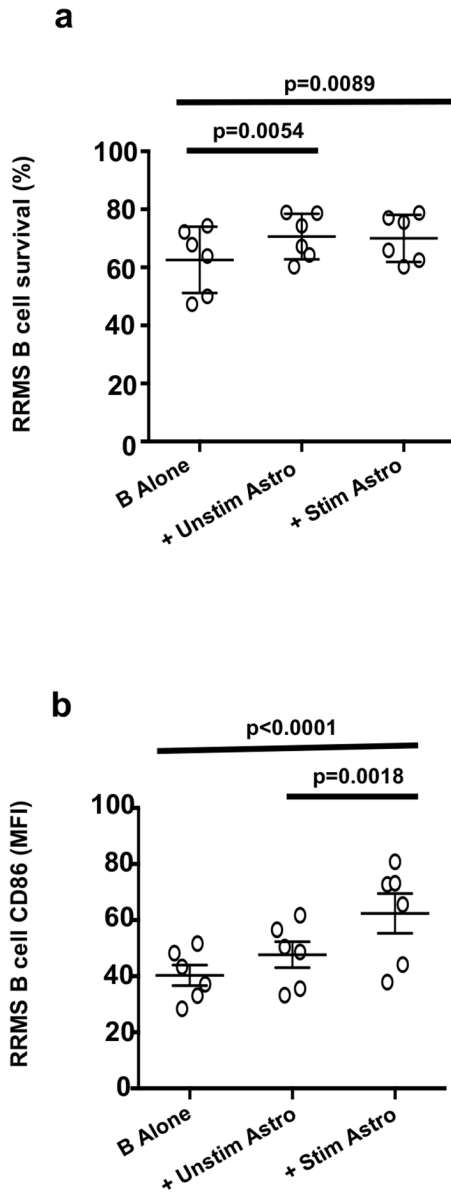 a
p=0.0089
p=0.0054
RRMS B cell survival (%)
100
80
60
40
20
0
B Alone
+ Unstim Astro
+ Stim Astro
b
p<0.0001
p=0.0018
RRMS B cell CD86 (MFI)
100
80
60
40
20
0
B Alone
+ Unstim Astro
+ Stim Astro